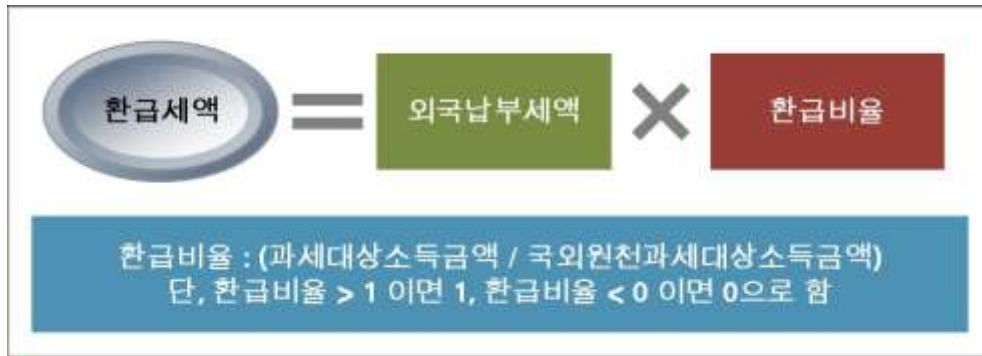 환급세액 = 외국납부세액 × 환급비율
환급비율 : (과세대상소득금액 / 국외원천과세대상소득금액)
단, 환급비율 > 1 이면 1, 환급비율 < 0 이면 0으로 함